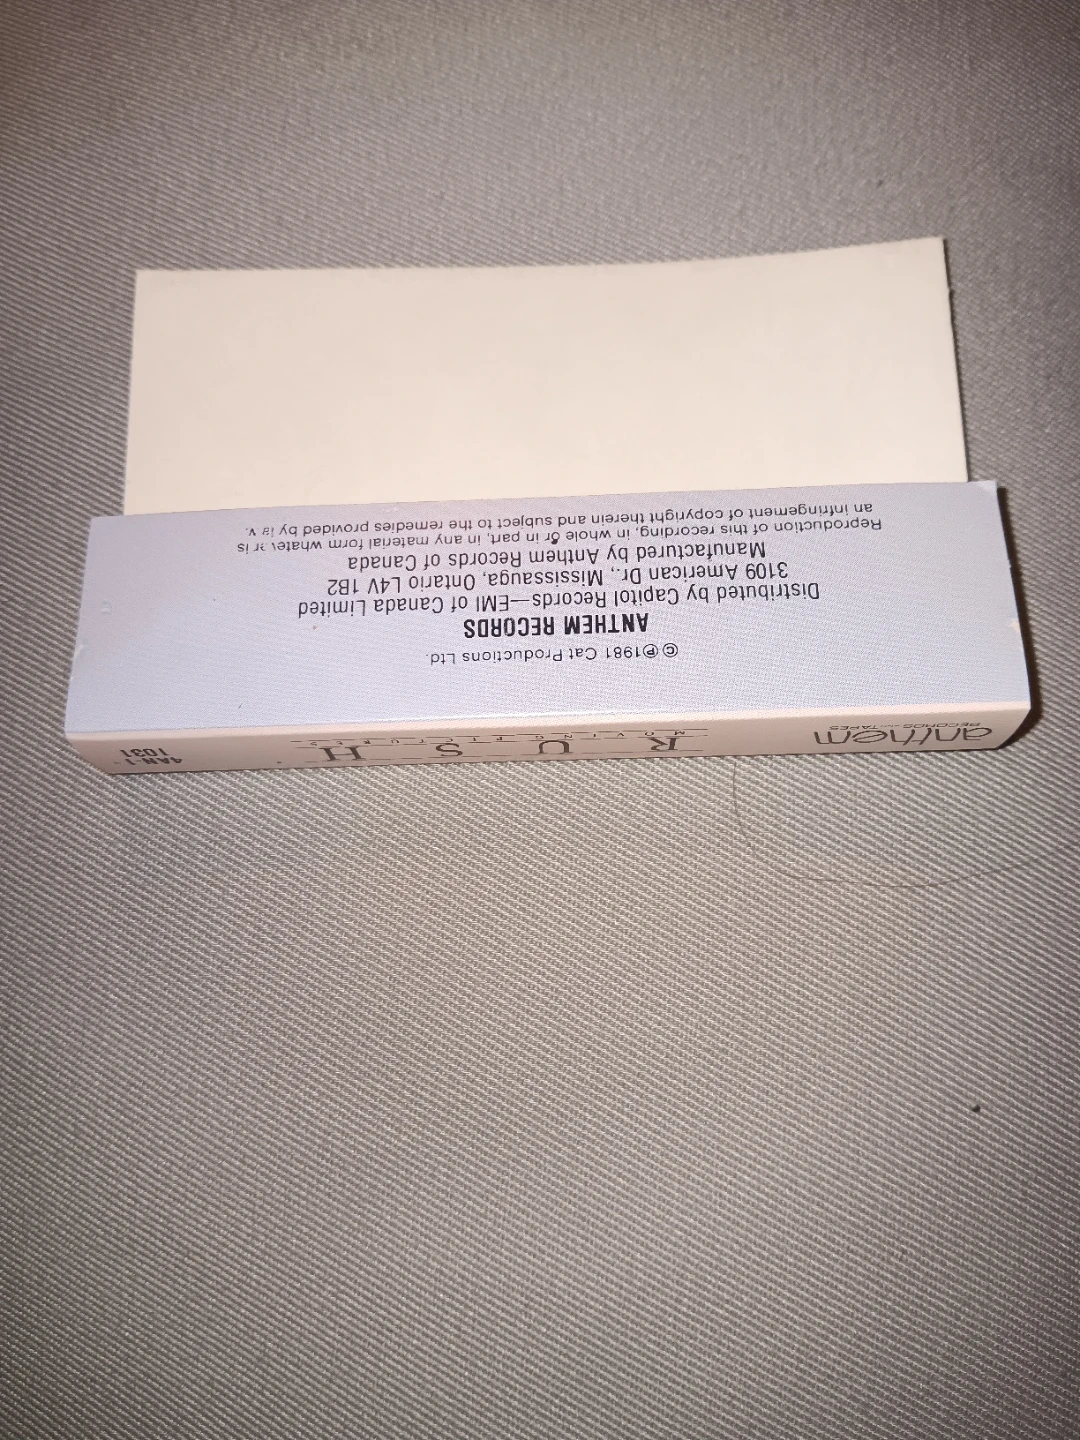 anthem
RECORDS AND TAPES
RUSH
MOVING PICTURES
4AN-1
1031
©℗1981 Cat Productions Ltd.
ANTHEM RECORDS
Distributed by Capitol Records—EMI of Canada Limited
3109 American Dr., Mississauga, Ontario L4V 1B2
Manufactured by Anthem Records of Canada
Reproduction of this recording, in whole or in part, in any material form whatever is
an infringement of copyright therein and subject to the remedies provided by law.